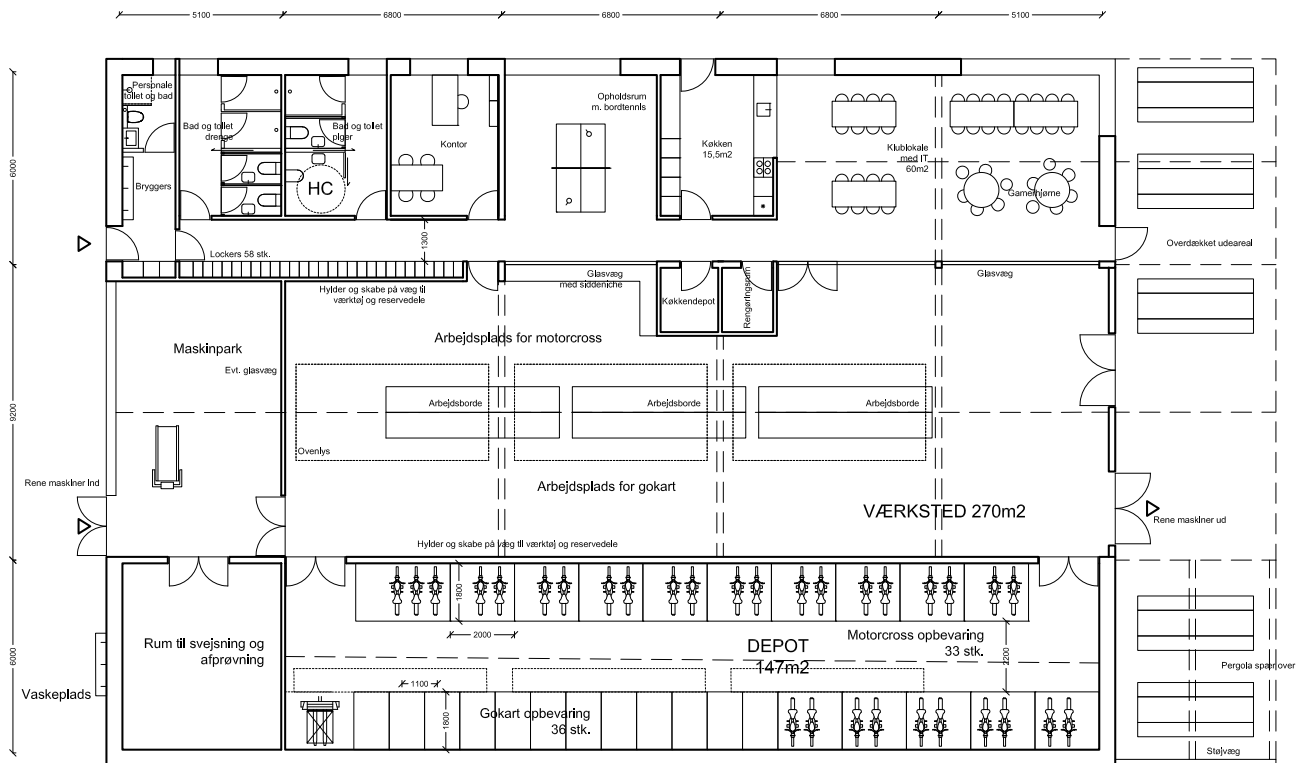 5100
6800
6800
6800
5100
6000
9200
6000
Personale
toilet og bad
Bad og toilet
drenge
Bad og toilet
piger
HC
Kontor
Opholdsrum
m. bordtennis
Køkken
15,5m2
Klublokale
med IT
60m2
Gamerhjørne
Bryggers
Overdækket udeareal
Lockers 58 stk.
1300
Hylder og skabe på væg til
værktøj og reservedele
Glasvæg
med siddeniche
Køkkendepot
Rengøringsrum
Glasvæg
Arbejdsplads for motorcross
Maskinpark
Evt. glasvæg
Arbejdsborde
Arbejdsborde
Arbejdsborde
Ovenlys
Arbejdsplads for gokart
VÆRKSTED 270m2
Rene maskiner ind
Rene maskiner ud
Hylder og skabe på væg til værktøj og reservedele
1800
2000
Rum til svejsning og
afprøvning
DEPOT
147m2
Motorcross opbevaring
33 stk.
2200
Pergola spær over
Vaskeplads
1100
1800
Gokart opbevaring
36 stk.
Støjvæg